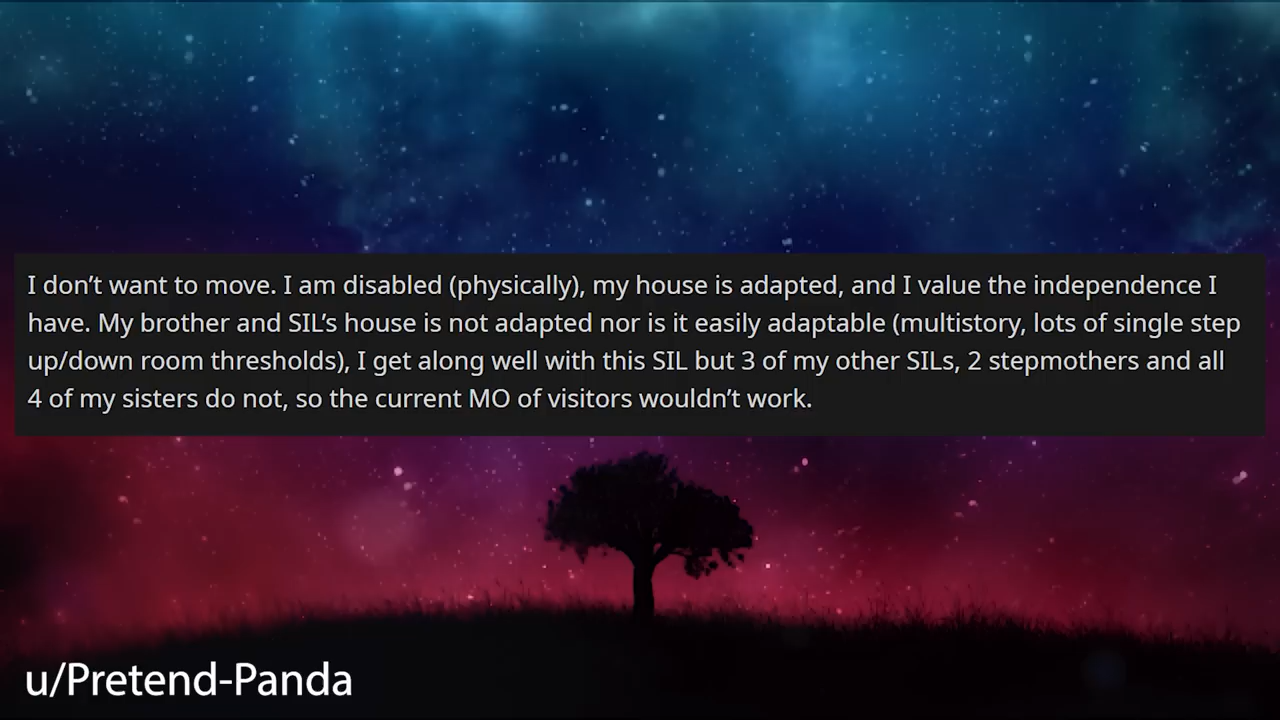 I don’t want to move. I am disabled (physically), my house is adapted, and I value the independence I
have. My brother and SIL’s house is not adapted nor is it easily adaptable (multistory, lots of single step
up/down room thresholds), I get along well with this SIL but 3 of my other SILs, 2 stepmothers and all
4 of my sisters do not, so the current MO of visitors wouldn’t work.
u/Pretend-Panda